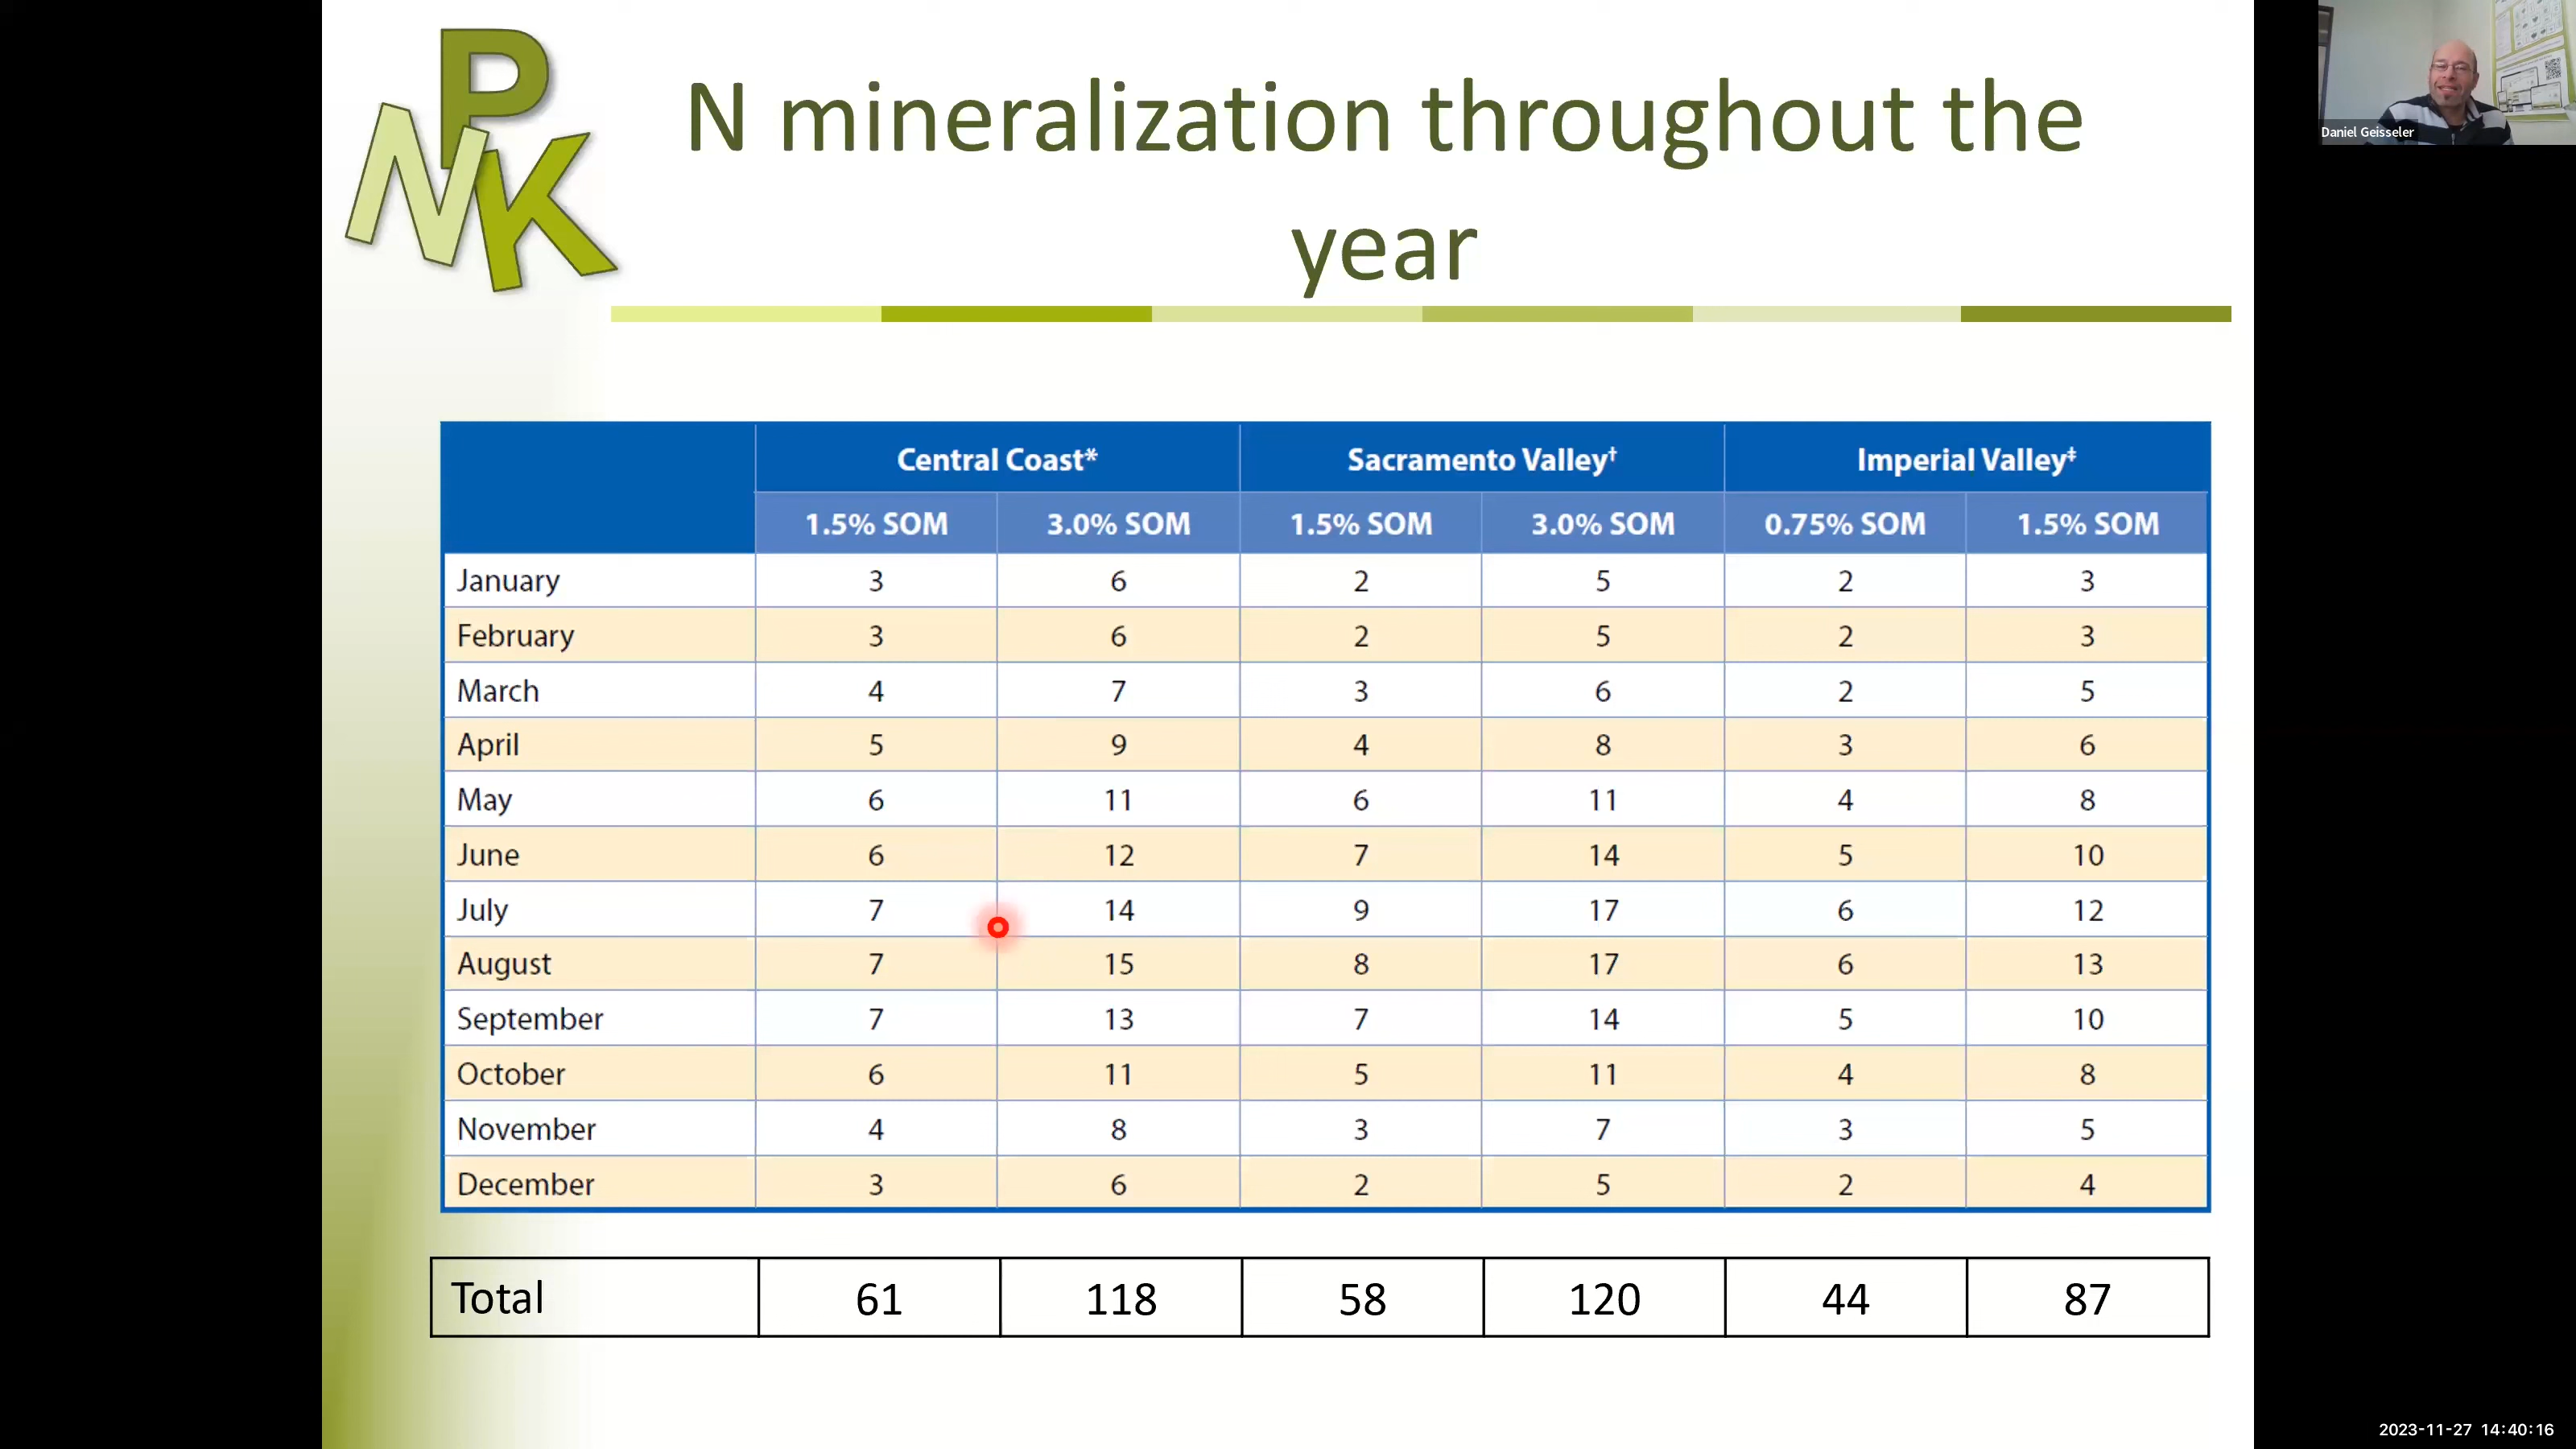 P
N
K
N mineralization throughout the
year
Daniel Geisseler
Central Coast* Sacramento Valley† Imperial Valley‡
1.5% SOM 3.0% SOM 1.5% SOM 3.0% SOM 0.75% SOM 1.5% SOM
January 3 6 2 5 2 3
February 3 6 2 5 2 3
March 4 7 3 6 2 5
April 5 9 4 8 3 6
May 6 11 6 11 4 8
June 6 12 7 14 5 10
July 7 14 9 17 6 12
August 7 15 8 17 6 13
September 7 13 7 14 5 10
October 6 11 5 11 4 8
November 4 8 3 7 3 5
December 3 6 2 5 2 4
Total 61 118 58 120 44 87
2023-11-27 14:40:16